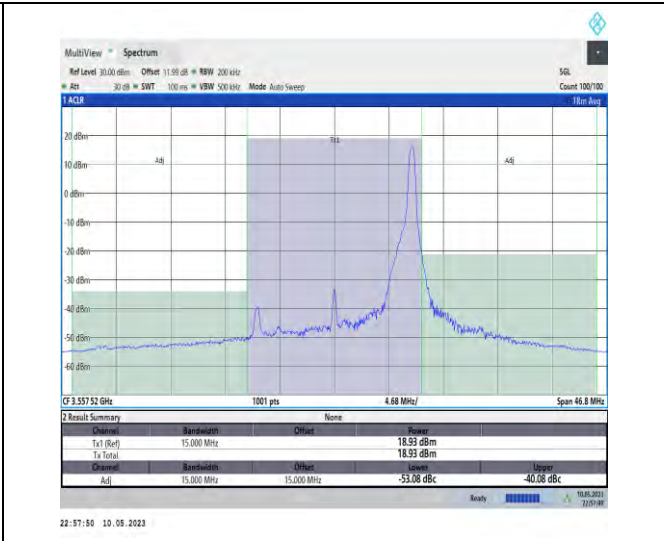 MultiView Spectrum
Ref Level 30.00 dBm Offset 11.99 dB RBW 200 kHz SGL
Att 30 dB SWT 100 ms VBW 500 kHz Mode Auto Sweep Count 100/100
1 ACLR 1Rm Avg
20 dBm
Tx1
10 dBm
Adj Adj
0 dBm
-10 dBm
-20 dBm
-30 dBm
-40 dBm
-50 dBm
-60 dBm
CF 3.557 52 GHz 1001 pts 4.68 MHz/ Span 46.8 MHz
2 Result Summary None
Channel Bandwidth Offset Power
Tx1 (Ref) 15.000 MHz 18.93 dBm
Tx Total 18.93 dBm
Channel Bandwidth Offset Lower Upper
Adj 15.000 MHz 15.000 MHz -53.08 dBc -40.08 dBc
Ready 10.05.2023
22:57:50 10.05.2023